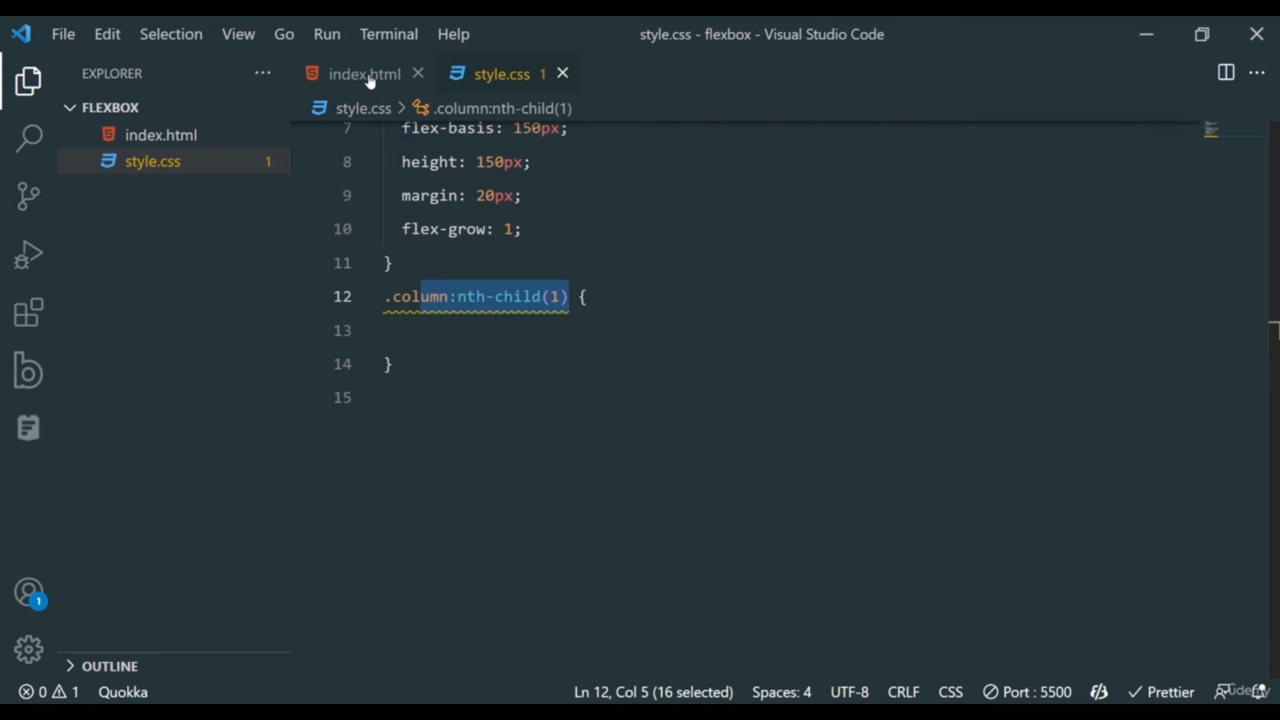 File Edit Selection View Go Run Terminal Help style.css - flexbox - Visual Studio Code
EXPLORER
index.html
style.css 1
FLEXBOX
style.css > .column:nth-child(1)
index.html
style.css 1
7 flex-basis: 150px;
8 height: 150px;
9 margin: 20px;
10 flex-grow: 1;
11 }
12 .column:nth-child(1) {
13
14 }
15
1
OUTLINE
0 1 Quokka Ln 12, Col 5 (16 selected) Spaces: 4 UTF-8 CRLF CSS Port : 5500 Prettier
Udemy